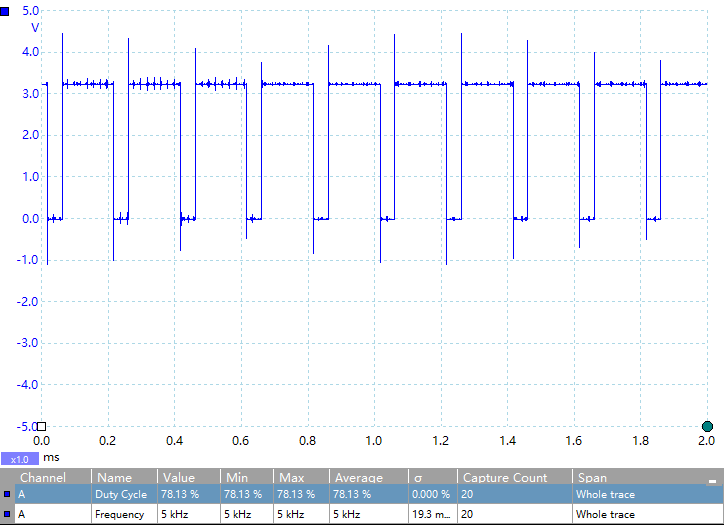 5.0
V
4.0
3.0
2.0
1.0
0.0
-1.0
-2.0
-3.0
-4.0
-5.0
0.0 0.2 0.4 0.6 0.8 1.0 1.2 1.4 1.6 1.8 2.0
x1.0 ms
Channel Name Value Min Max Average σ Capture Count Span
A Duty Cycle 78.13 % 78.13 % 78.13 % 78.13 % 0.000 % 20 Whole trace
A Frequency 5 kHz 5 kHz 5 kHz 5 kHz 19.3 m... 20 Whole trace